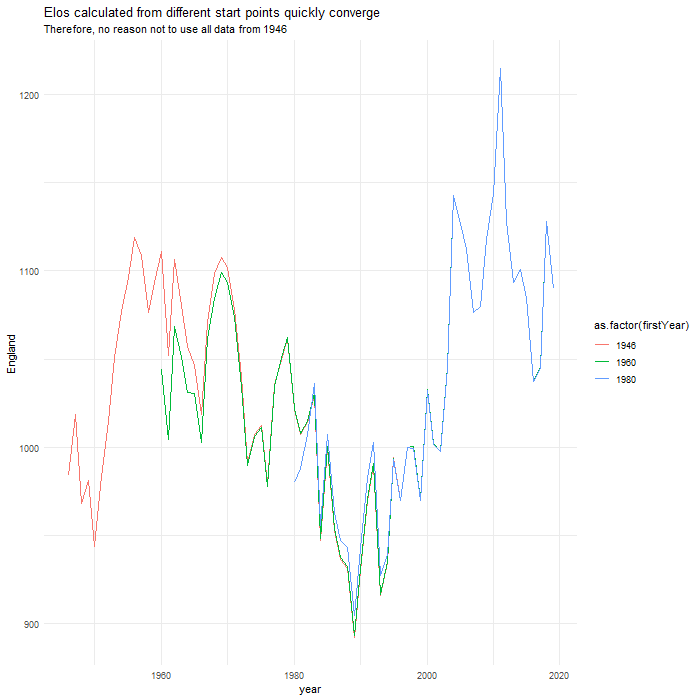 Elos calculated from different start points quickly converge
Therefore, no reason not to use all data from 1946
1200
1100
1000
900
England
1960
1980
2000
2020
year
as.factor(firstYear)
1946
1960
1980